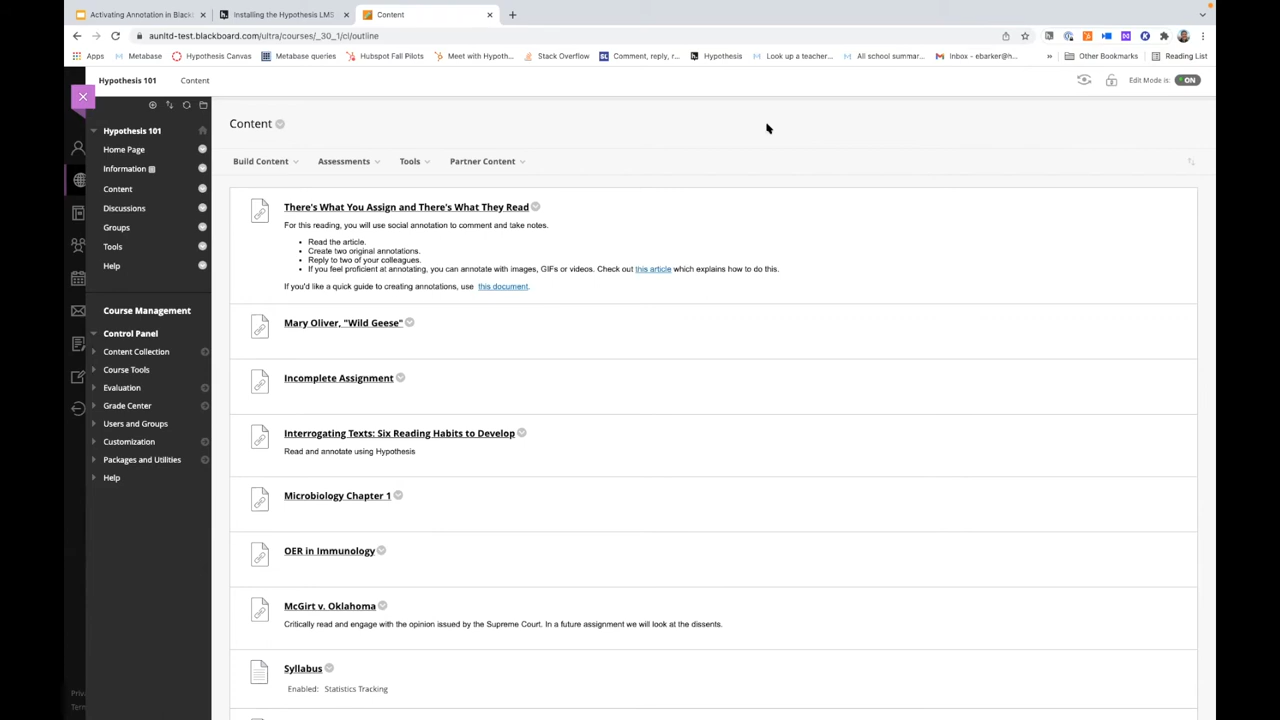 Activating Annotation in Black
Installing the Hypothesis LMS
Content
aunltd-test.blackboard.com/ultra/courses/_30_1/cl/outline
Apps
Metabase
Hypothesis Canvas
Metabase queries
Hubspot Fall Pilots
Meet with Hypoth...
Stack Overflow
Comment, reply, r...
Hypothesis
Look up a teacher...
All school summar...
Inbox - ebarker@h...
»
Other Bookmarks
Reading List
Hypothesis 101
Content
Edit Mode is:
ON
Hypothesis 101
Home Page
Information
Content
Discussions
Groups
Tools
Help
Course Management
Control Panel
Content Collection
Course Tools
Evaluation
Grade Center
Users and Groups
Customization
Packages and Utilities
Help
Priva
Term
Content
Build Content
Assessments
Tools
Partner Content
There's What You Assign and There's What They Read
For this reading, you will use social annotation to comment and take notes.
• Read the article.
• Create two original annotations.
• Reply to two of your colleagues.
• If you feel proficient at annotating, you can annotate with images, GIFs or videos. Check out this article which explains how to do this.
If you'd like a quick guide to creating annotations, use this document.
Mary Oliver, "Wild Geese"
Incomplete Assignment
Interrogating Texts: Six Reading Habits to Develop
Read and annotate using Hypothesis
Microbiology Chapter 1
OER in Immunology
McGirt v. Oklahoma
Critically read and engage with the opinion issued by the Supreme Court. In a future assignment we will look at the dissents.
Syllabus
Enabled: Statistics Tracking